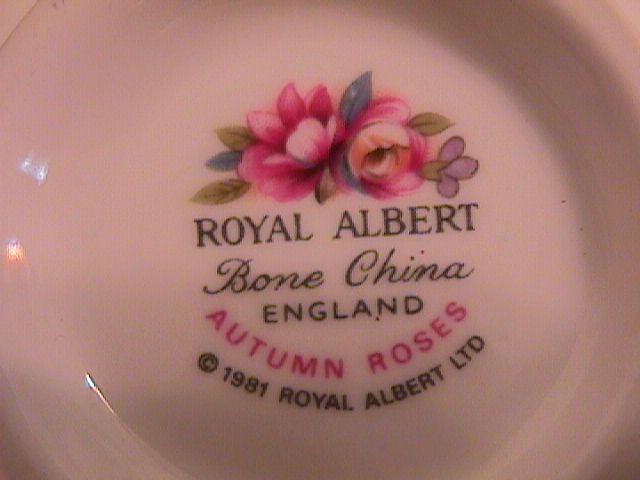 ROYAL ALBERT
Bone China
ENGLAND
AUTUMN ROSES
© 1981 ROYAL ALBERT LTD